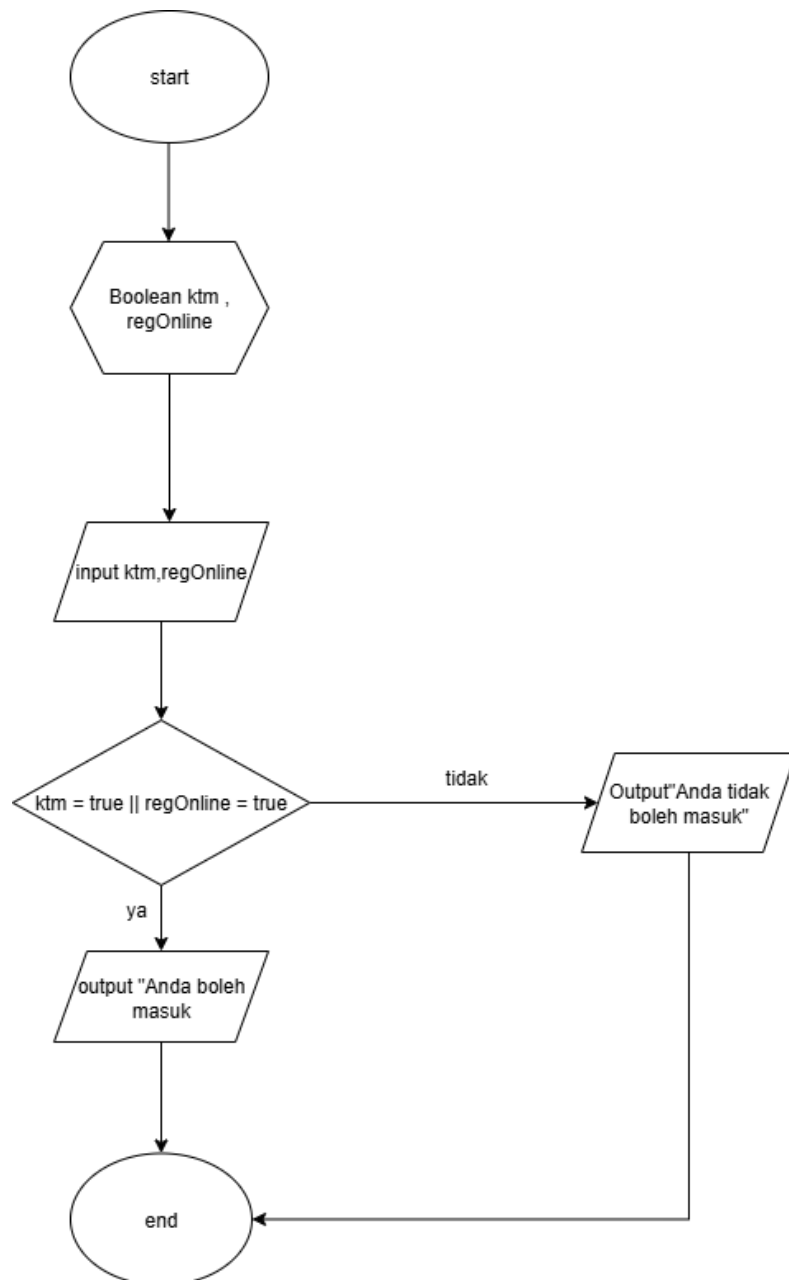 start
Boolean ktm ,
regOnline
input ktm,regOnline
ktm = true || regOnline = true
tidak
Output"Anda tidak
boleh masuk"
ya
output "Anda boleh
masuk
end